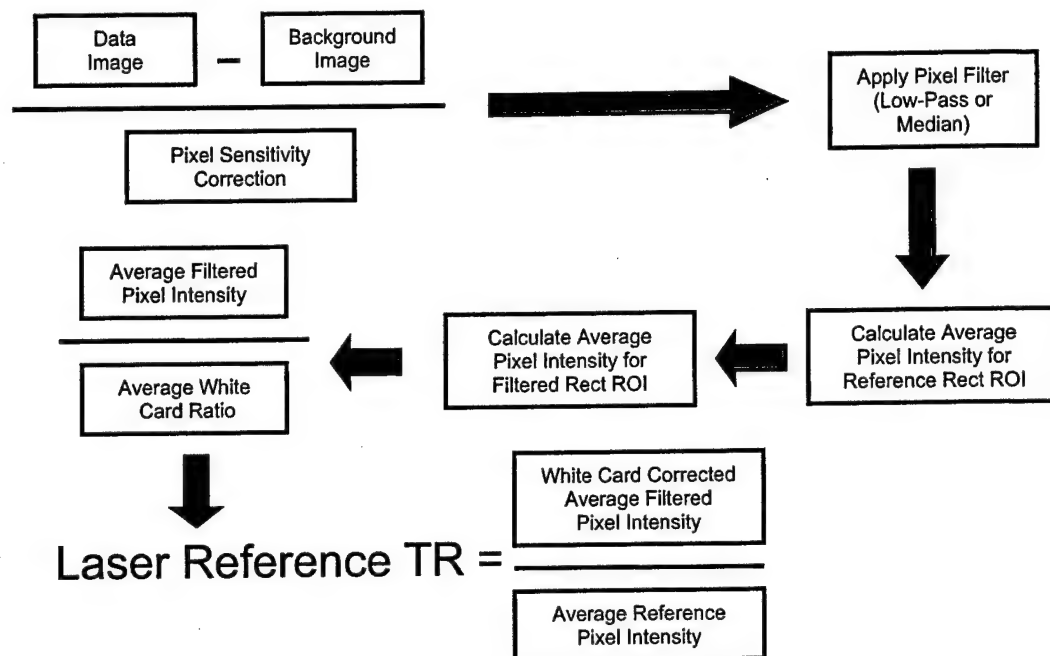 Data
Image
–
Background
Image
Pixel Sensitivity
Correction
Apply Pixel Filter
(Low-Pass or
Median)
Calculate Average
Pixel Intensity for
Reference Rect ROI
Calculate Average
Pixel Intensity for
Filtered Rect ROI
Average Filtered
Pixel Intensity
Average White
Card Ratio
Laser Reference TR =
White Card Corrected
Average Filtered
Pixel Intensity
Average Reference
Pixel Intensity